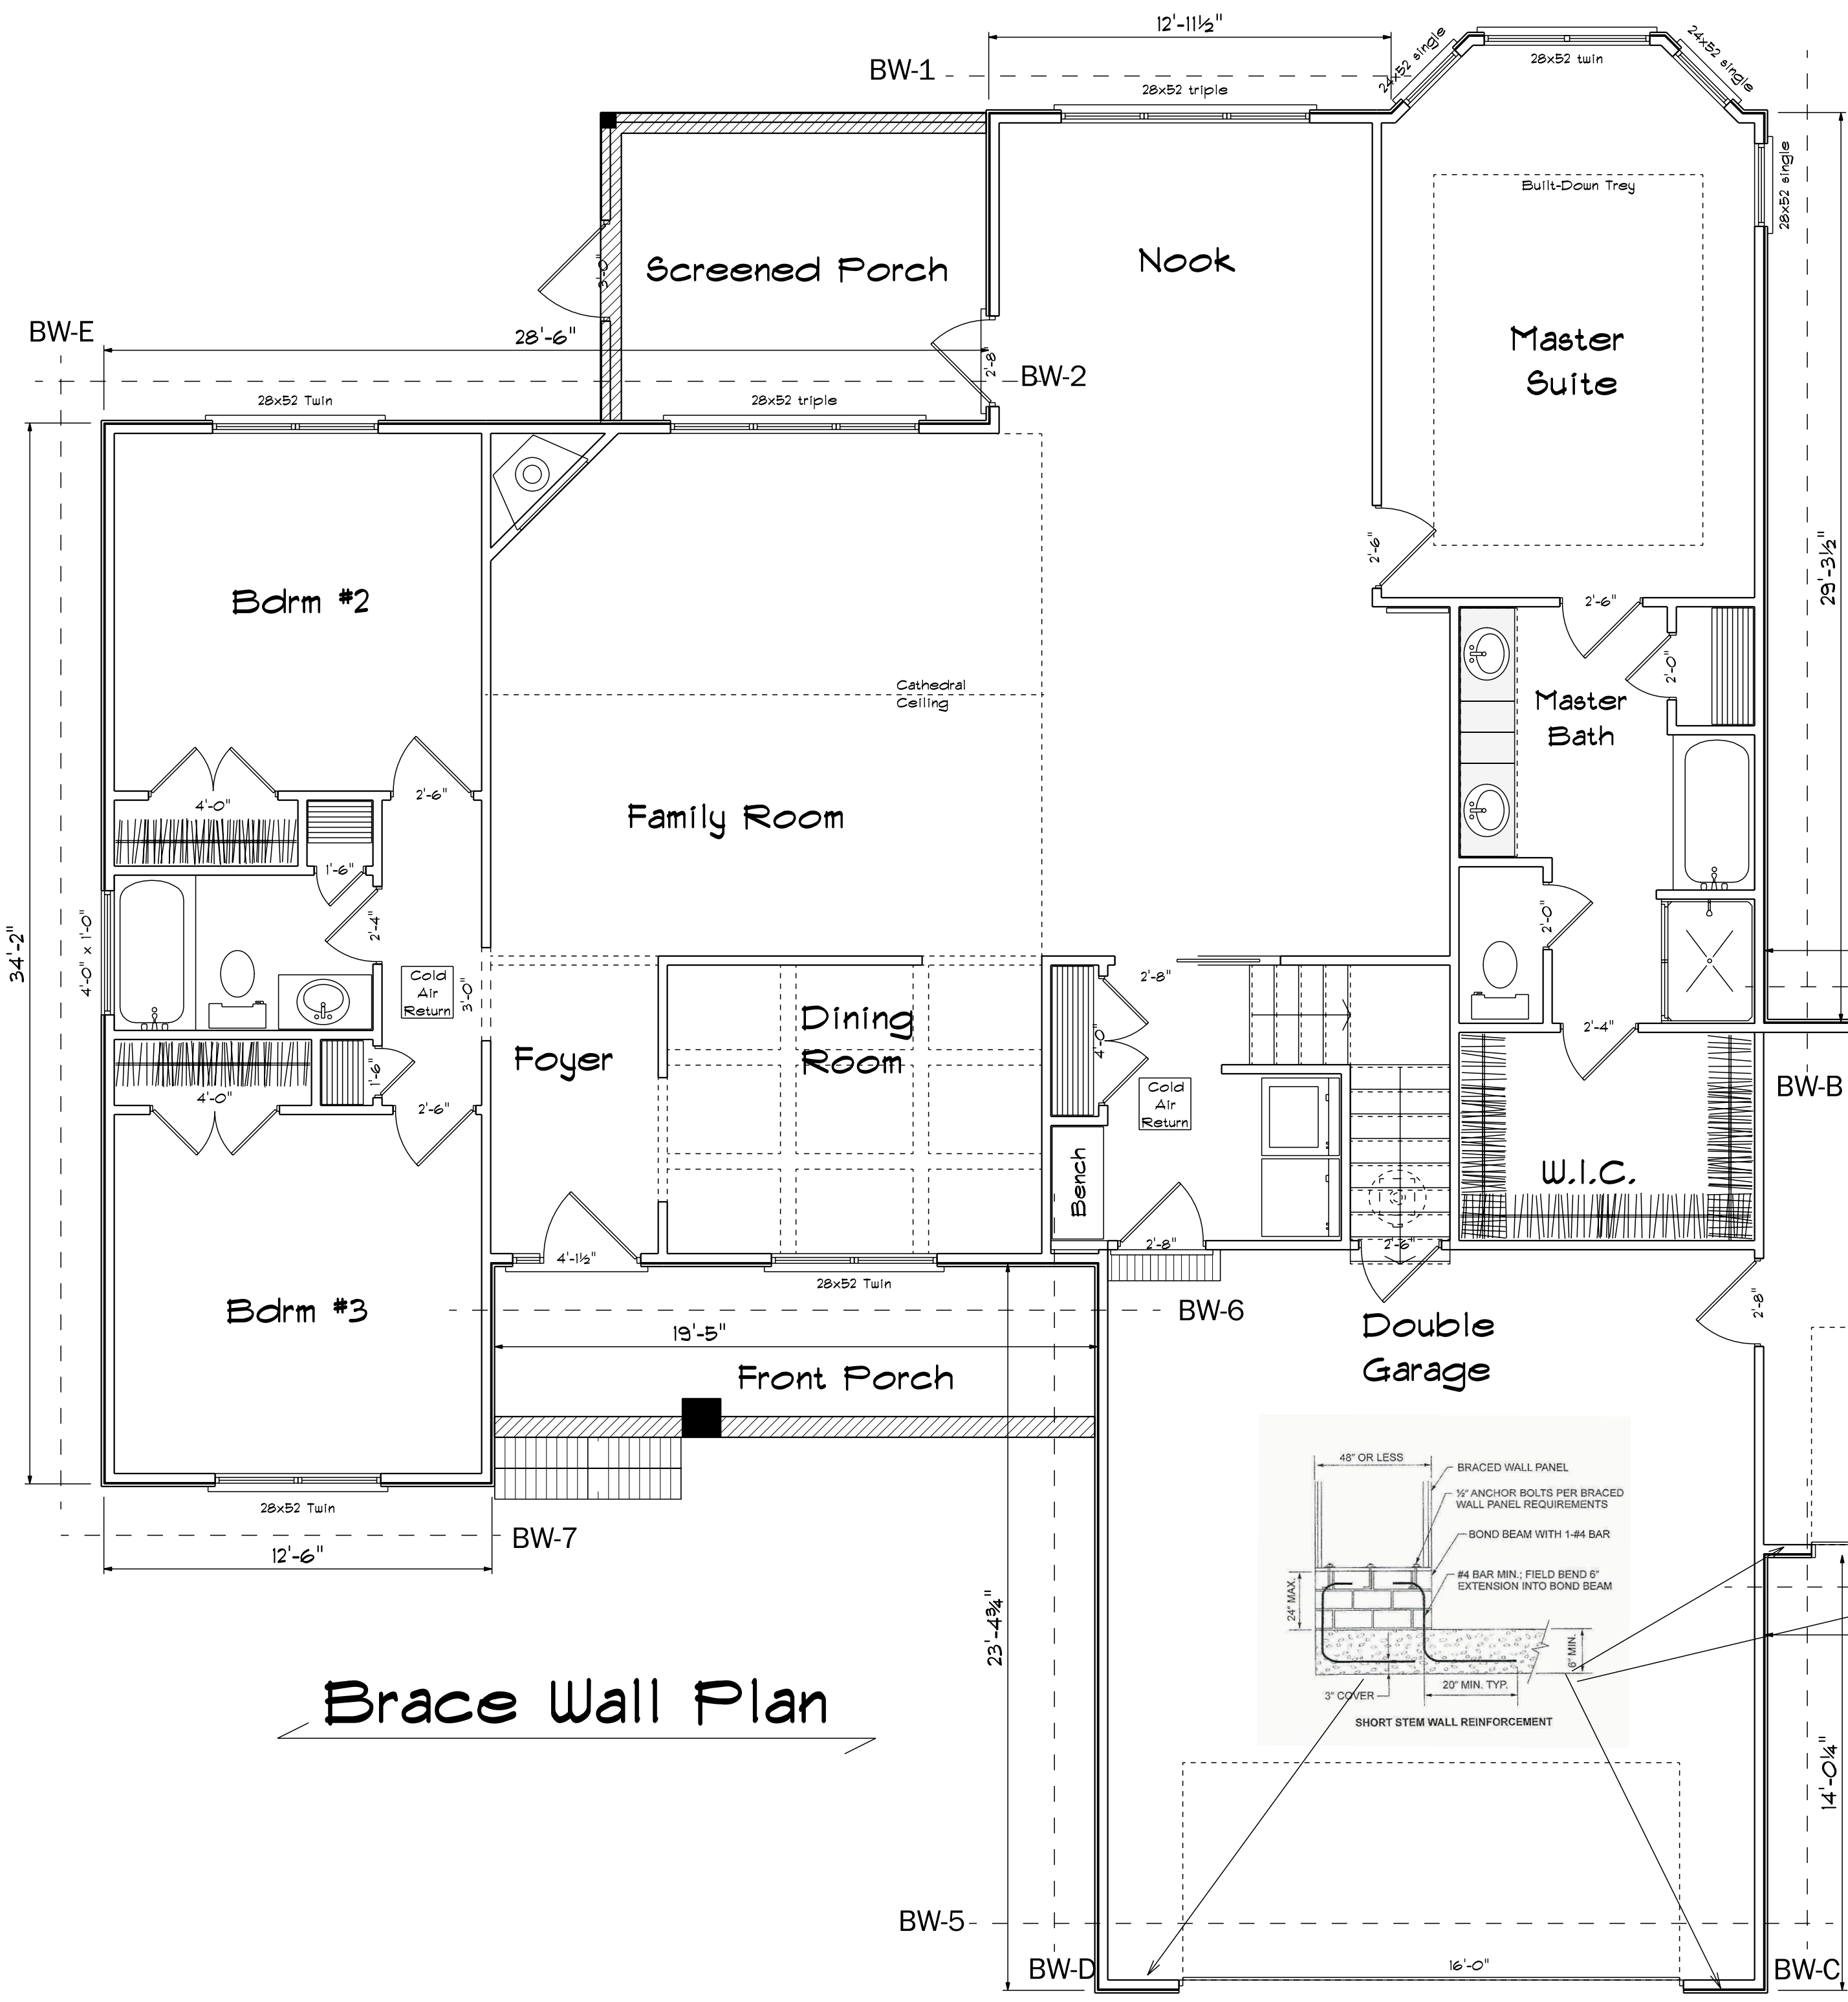 12'-11½"
BW-1
24x52 single
28x52 twin
24x52 single
28x52 triple
28x52 single
Built-Down Trey
Screened Porch
3'-0"
Nook
BW-E
28'-6"
2'-8"
BW-2
Master
Suite
28x52 Twin
28x52 triple
2'-6"
29'-3½"
Bdrm #2
2'-6"
2'-0"
Cathedral
Ceiling
Master
Bath
4'-0"
2'-6"
Family Room
1'-6"
2'-4"
2'-0"
34'-2"
4'-0" x 1'-0"
Cold
Air
Return
3'-0"
2'-8"
Dining
Room
Foyer
4'-0"
2'-4"
1'-6"
4'-0"
2'-6"
Cold
Air
Return
BW-B
Bench
W.I.C.
4'-1½"
2'-8"
2'-6"
28x52 Twin
Bdrm #3
BW-6
2'-8"
19'-5"
Double
Garage
Front Porch
48" OR LESS
BRACED WALL PANEL
½" ANCHOR BOLTS PER BRACED
WALL PANEL REQUIREMENTS
BOND BEAM WITH 1-#4 BAR
#4 BAR MIN.; FIELD BEND 6"
EXTENSION INTO BOND BEAM
24" MAX.
6" MIN.
3" COVER
20" MIN. TYP.
SHORT STEM WALL REINFORCEMENT
28x52 Twin
BW-7
12'-6"
23'-4¾"
Brace Wall Plan
14'-0¼"
BW-5
BW-D
16'-0"
BW-C